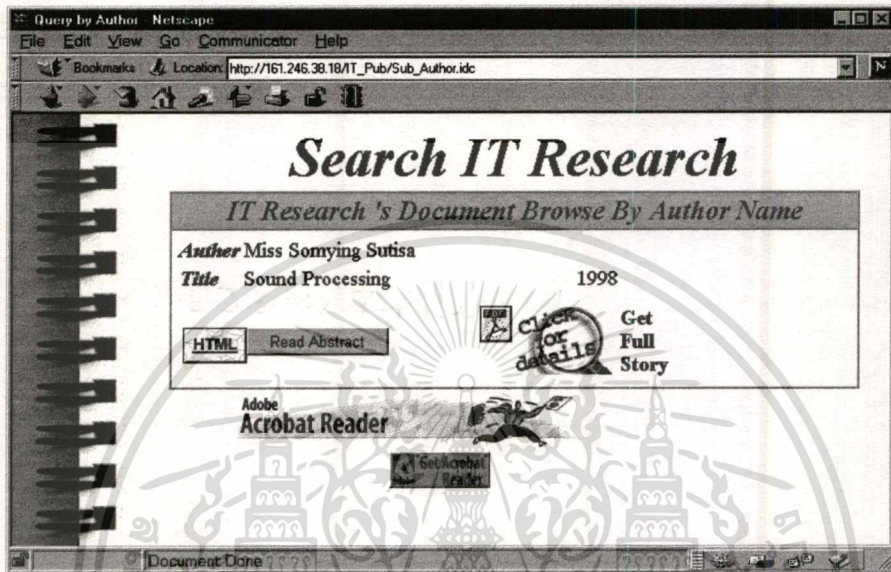 Query by Author - Netscape
File Edit View Go Communicator Help
Bookmarks Location: http://161.246.38.18/IT_Pub/Sub_Author.idc
N
Search IT Research
IT Research 's Document Browse By Author Name
Auther Miss Somying Sutisa
Title Sound Processing 1998
HTML Read Abstract
PDF
Click for details
Get Full Story
Adobe
Acrobat Reader
Get Acrobat Reader
Document Done